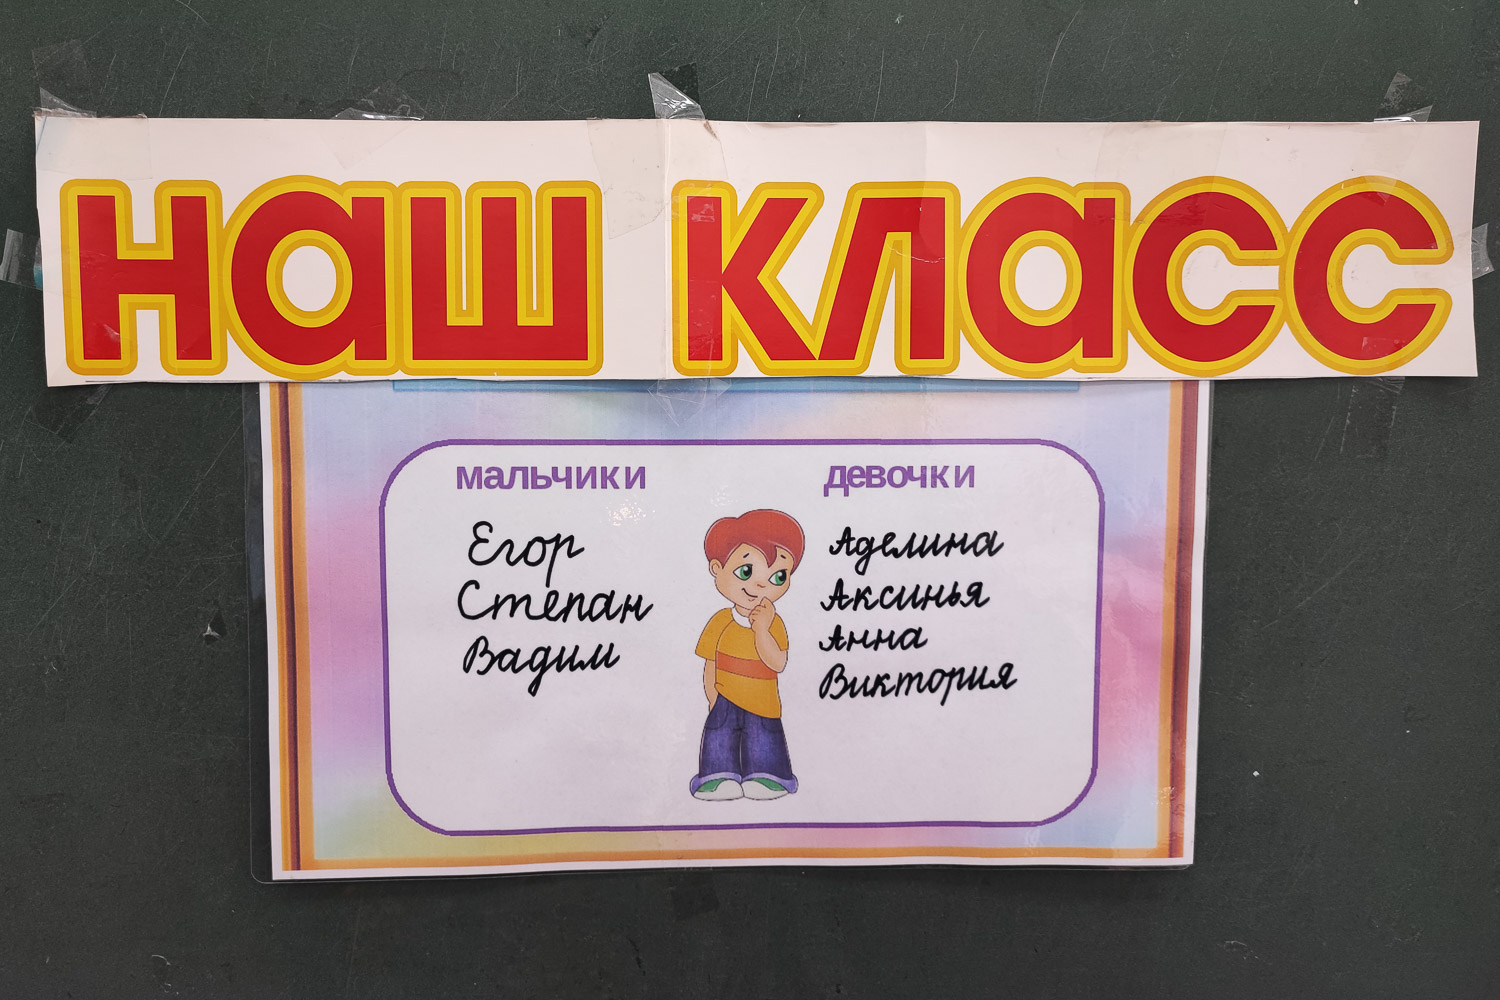 наш класс
мальчики
Егор
Степан
Вадим
девочки
Аделина
Аксинья
Анна
Виктория